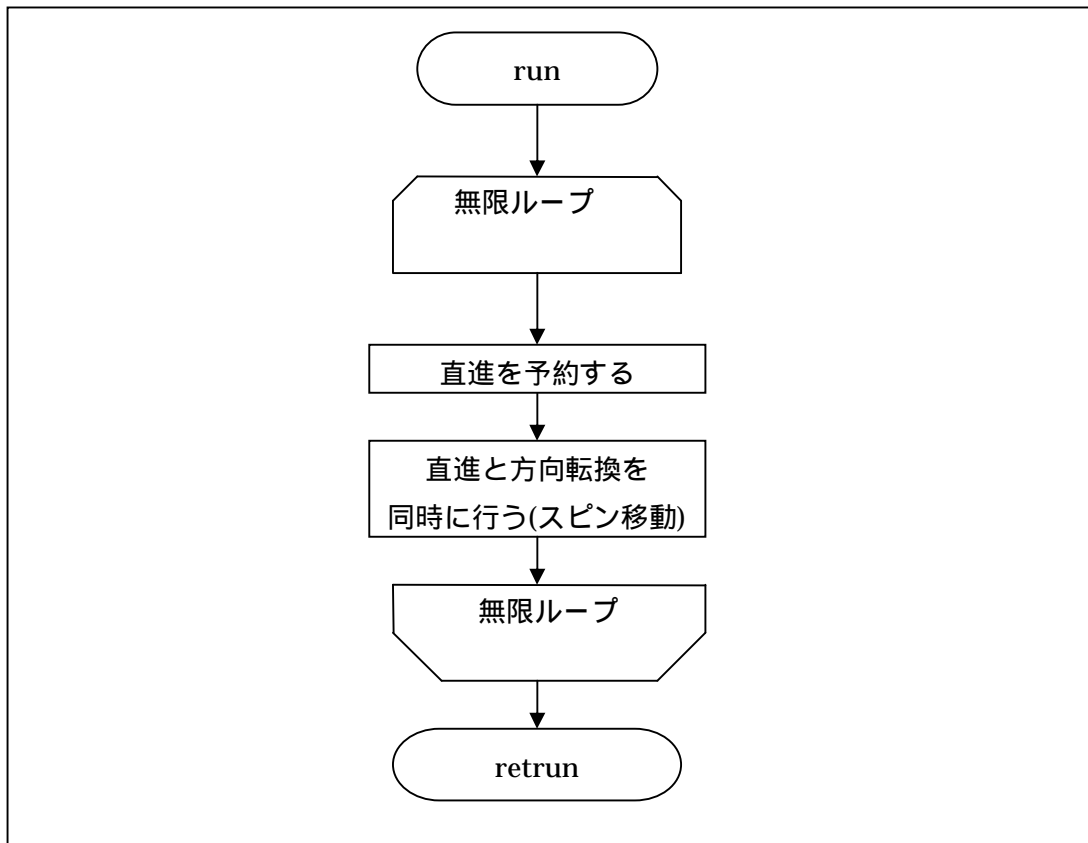 run
無限ループ
直進を予約する
直進と方向転換を
同時に行う(スピン移動)
無限ループ
retrun